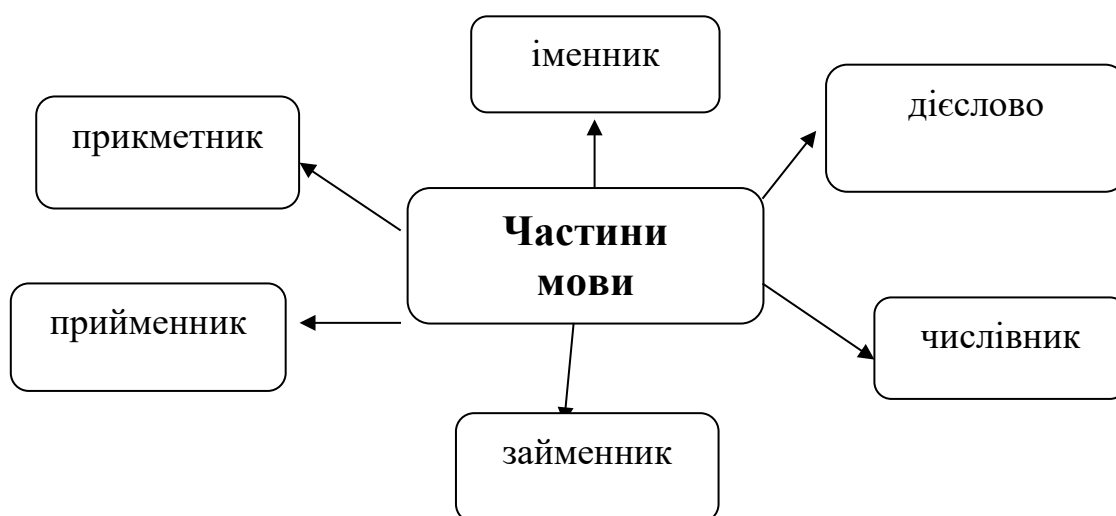 іменник
дієслово
прикметник
Частини
мови
прийменник
числівник
займенник